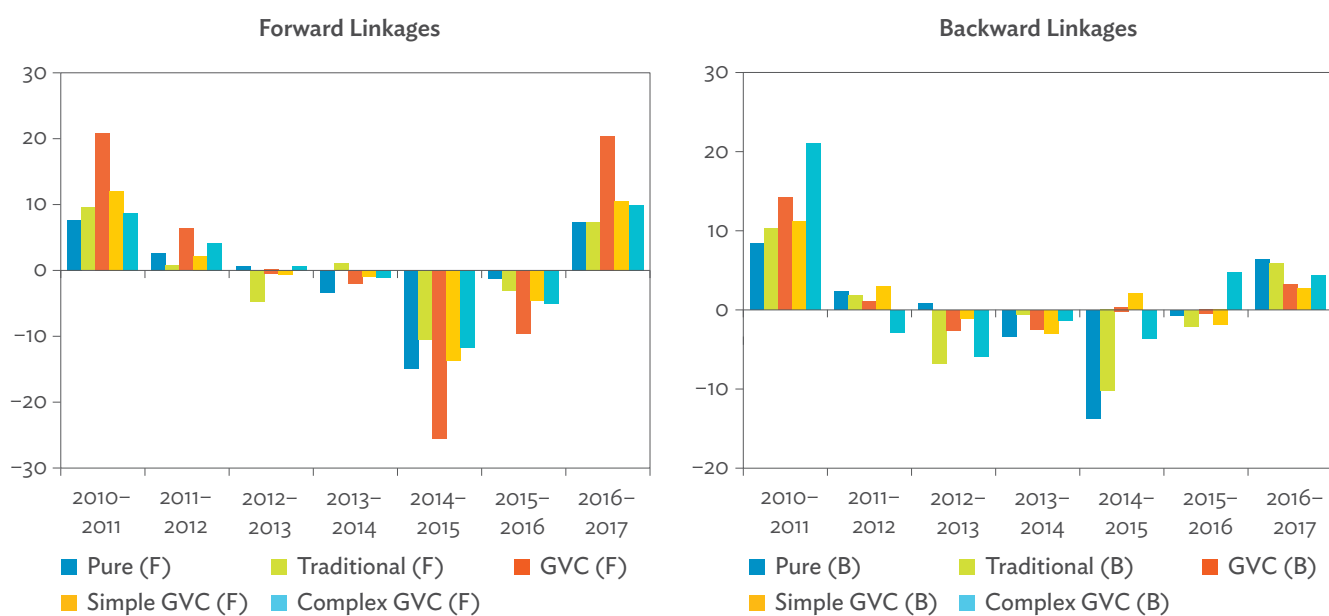 Forward Linkages
30
20
10
0
–10
–20
–30
2010– 2011– 2012– 2013– 2014– 2015– 2016–
2011 2012 2013 2014 2015 2016 2017
Pure (F) Traditional (F) GVC (F)
Simple GVC (F) Complex GVC (F)
Backward Linkages
30
20
10
0
–10
–20
2010– 2011– 2012– 2013– 2014– 2015– 2016–
2011 2012 2013 2014 2015 2016 2017
Pure (B) Traditional (B) GVC (B)
Simple GVC (B) Complex GVC (B)